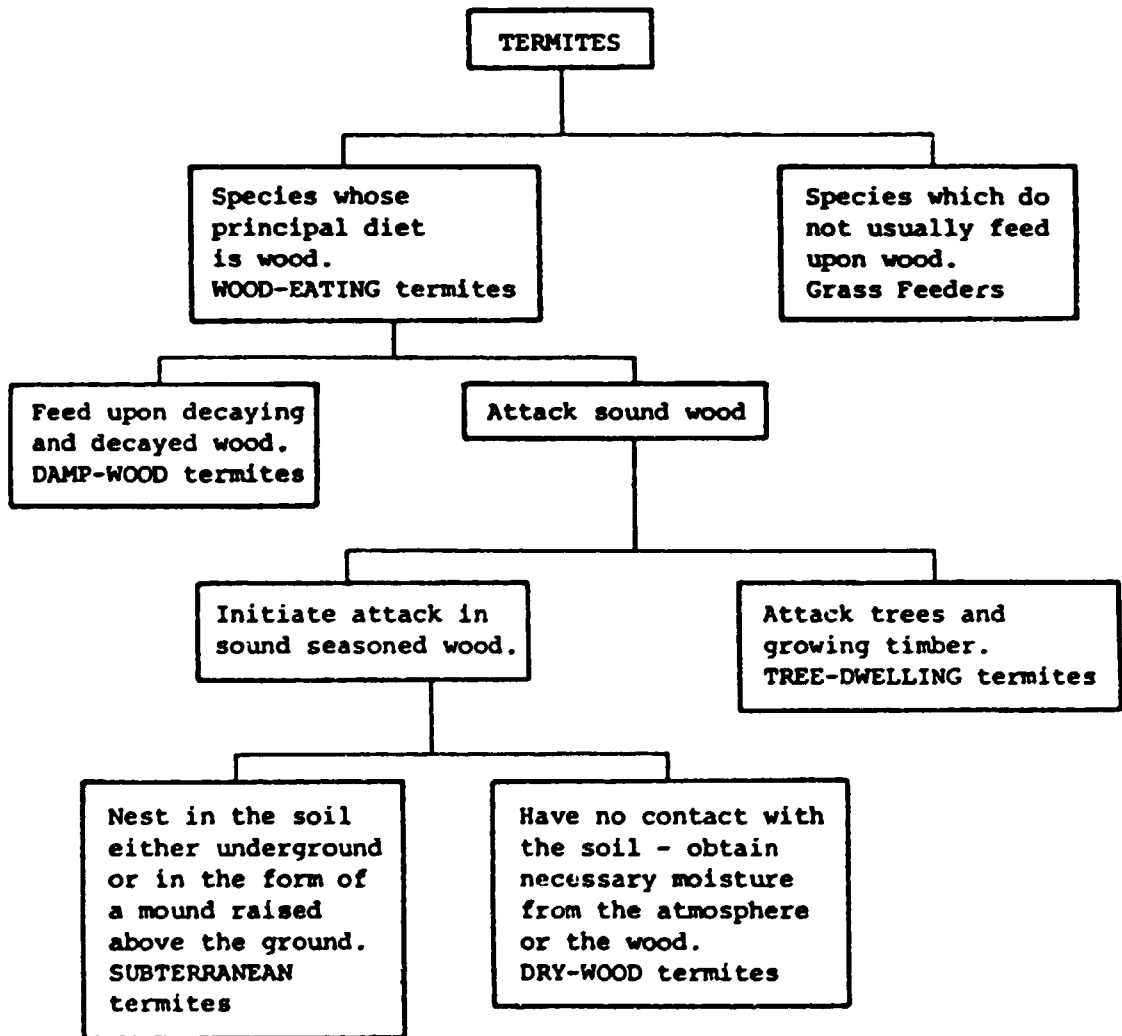 TERMITES
Species whose
principal diet
is wood.
WOOD-EATING termites
Species which do
not usually feed
upon wood.
Grass Feeders
Feed upon decaying
and decayed wood.
DAMP-WOOD termites
Attack sound wood
Initiate attack in
sound seasoned wood.
Attack trees and
growing timber.
TREE-DWELLING termites
Nest in the soil
either underground
or in the form of
a mound raised
above the ground.
SUBTERRANEAN
termites
Have no contact with
the soil - obtain
necessary moisture
from the atmosphere
or the wood.
DRY-WOOD termites